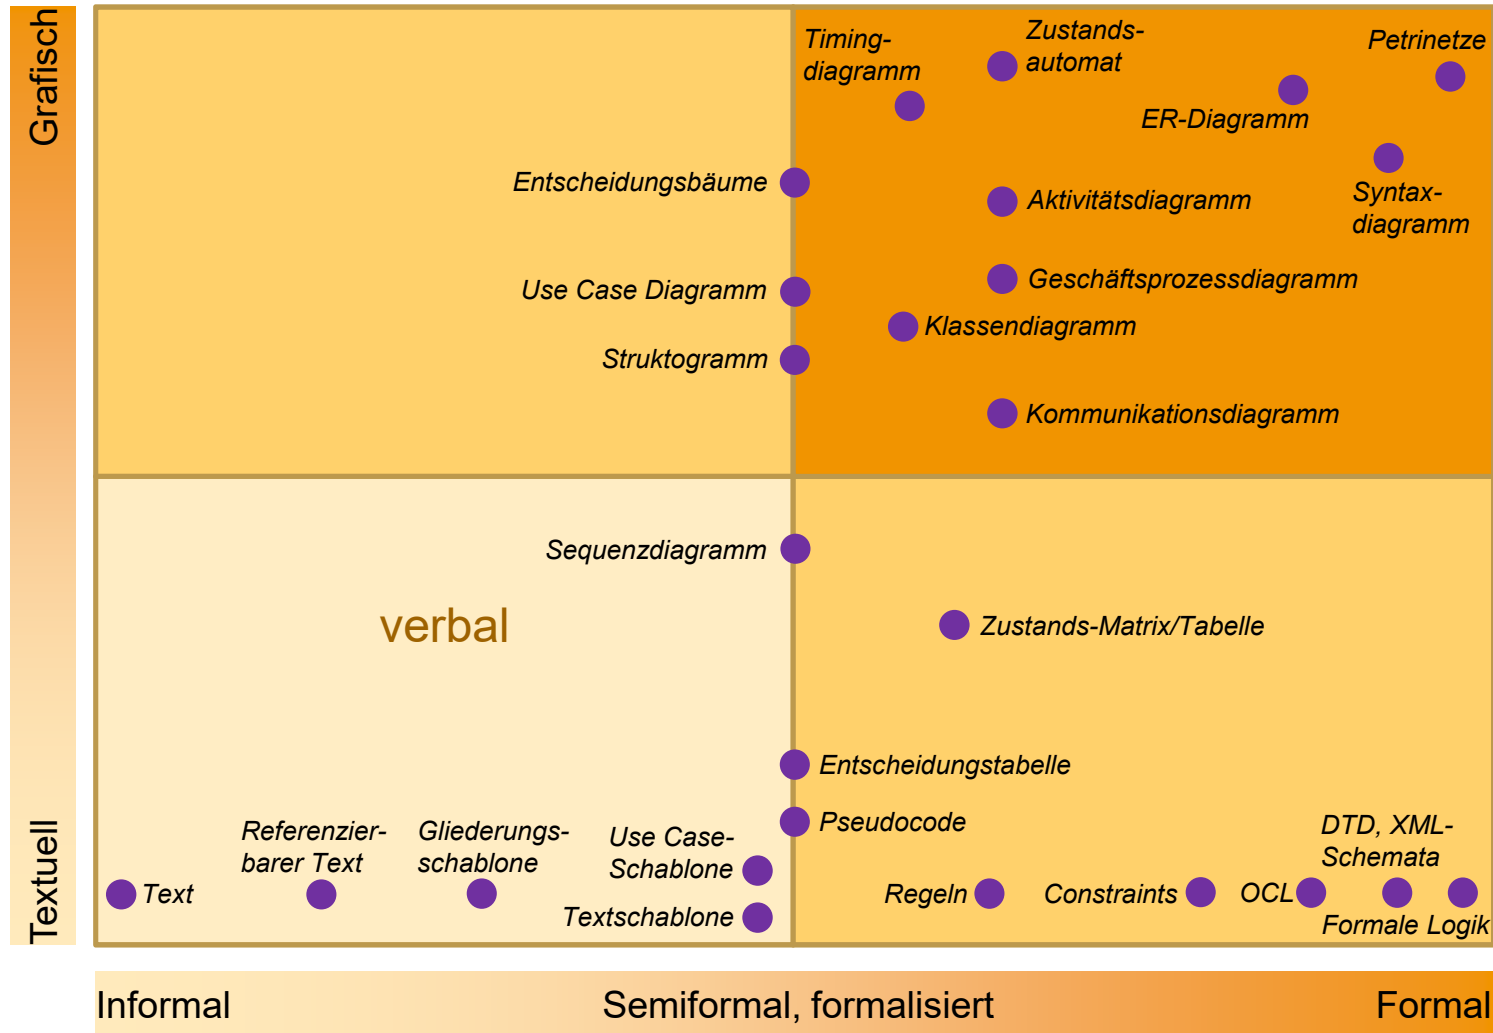 Grafisch
Timing-
diagramm
Zustands-
automat
Petrinetze
ER-Diagramm
Entscheidungsbäume
Aktivitätsdiagramm
Syntax-
diagramm
Use Case Diagramm
Geschäftsprozessdiagramm
Klassendiagramm
Struktogramm
Kommunikationsdiagramm
Sequenzdiagramm
verbal
Zustands-Matrix/Tabelle
Entscheidungstabelle
Pseudocode
Textuell
Referenzier-
barer Text
Gliederungs-
schablone
Use Case-
Schablone
DTD, XML-
Schemata
Text
Textschablone
Regeln
Constraints
OCL
Formale Logik
Informal
Semiformal, formalisiert
Formal